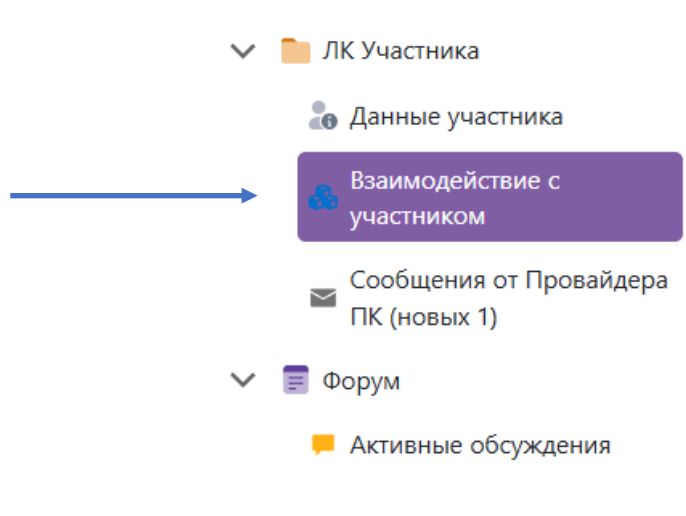 ЛК Участника
Данные участника
Взаимодействие с
участником
Сообщения от Провайдера
ПК (новых 1)
Форум
Активные обсуждения